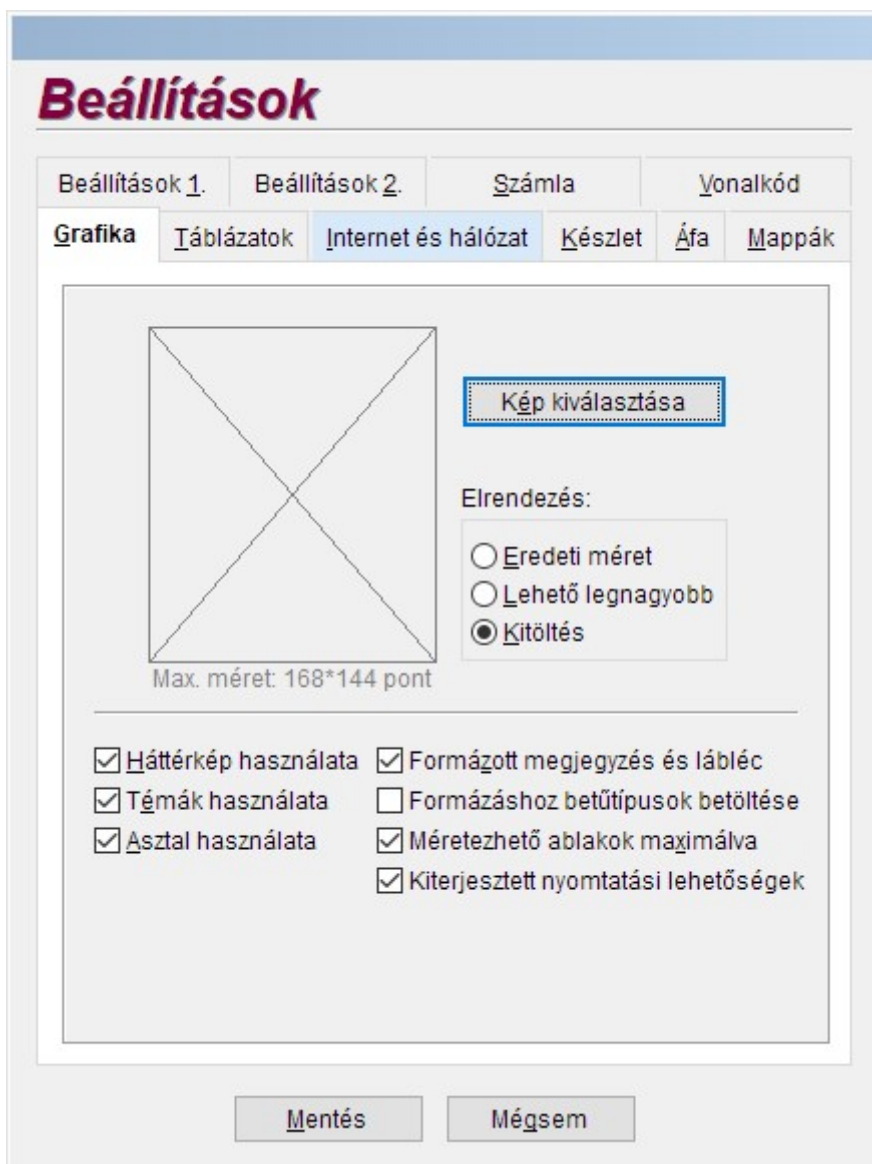 Beállítások
Beállítások 1. Beállítások 2. Számla Vonalkód
Grafika Táblázatok Internet és hálózat Készlet Áfa Mappák
Kép kiválasztása
Elrendezés:
Eredeti méret
Lehető legnagyobb
Kitöltés
Max. méret: 168*144 pont
Háttérkép használata Formázott megjegyzés és lábléc
Témák használata Formázáshoz betűtípusok betöltése
Asztal használata Méretezhető ablakok maximálva
Kiterjesztett nyomtatási lehetőségek
Mentés Mégsem